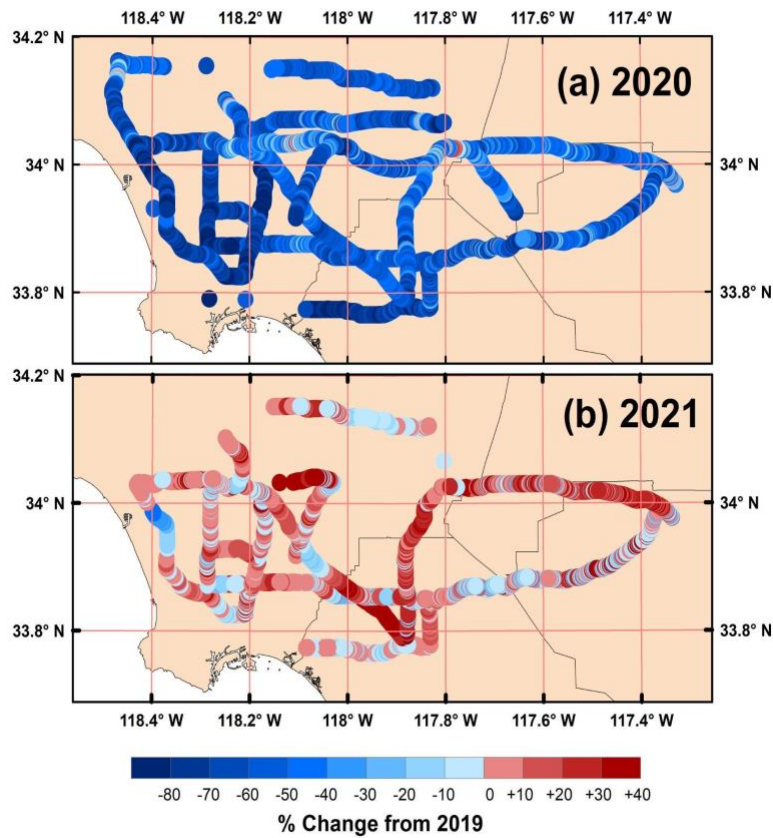 118.4° W 118.2° W 118° W 117.8° W 117.6° W 117.4° W
34.2° N
(a) 2020
34° N 34° N
33.8° N 33.8° N
34.2° N
(b) 2021
34° N 34° N
33.8° N 33.8° N
118.4° W 118.2° W 118° W 117.8° W 117.6° W 117.4° W
-80 -70 -60 -50 -40 -30 -20 -10 0 +10 +20 +30 +40
% Change from 2019